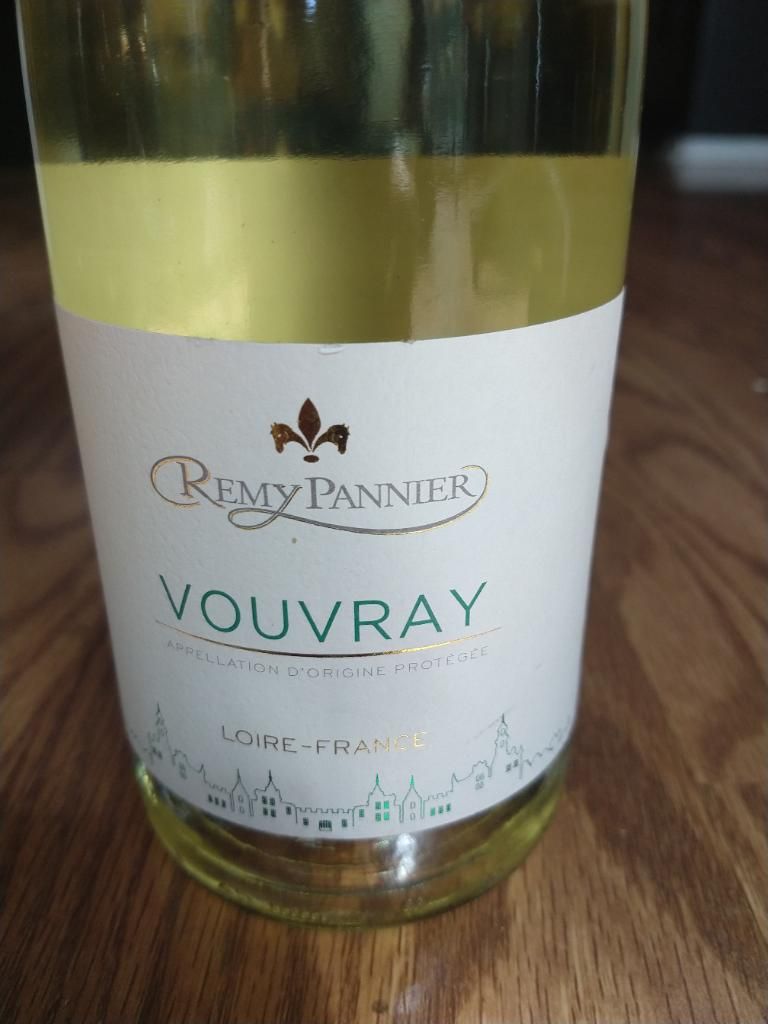 REMY PANNIER
VOUVRAY
APPELLATION D'ORIGINE PROTÉGÉE
LOIRE-FRANCE